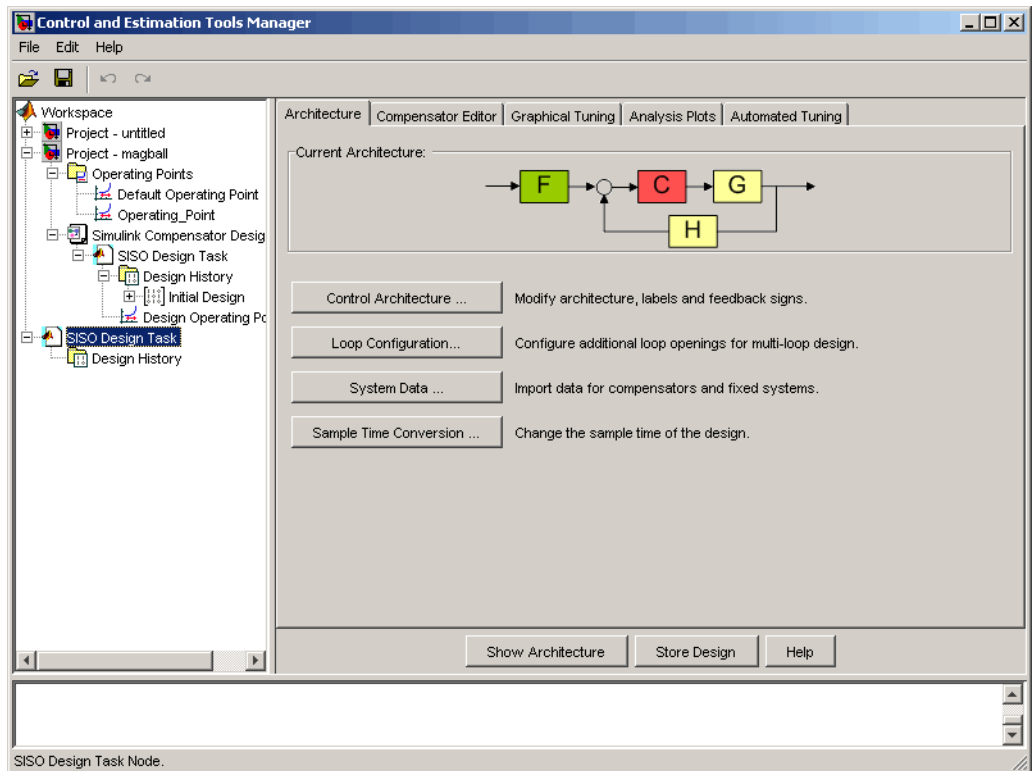 Control and Estimation Tools Manager
File Edit Help
Workspace
Project - untitled
Project - magball
Operating Points
Default Operating Point
Operating_Point
Simulink Compensator Desig
SISO Design Task
Design History
Initial Design
Design Operating Po
SISO Design Task
Design History
Architecture Compensator Editor Graphical Tuning Analysis Plots Automated Tuning
Current Architecture:
F C G
H
Control Architecture ... Modify architecture, labels and feedback signs.
Loop Configuration... Configure additional loop openings for multi-loop design.
System Data ... Import data for compensators and fixed systems.
Sample Time Conversion ... Change the sample time of the design.
Show Architecture Store Design Help
SISO Design Task Node.